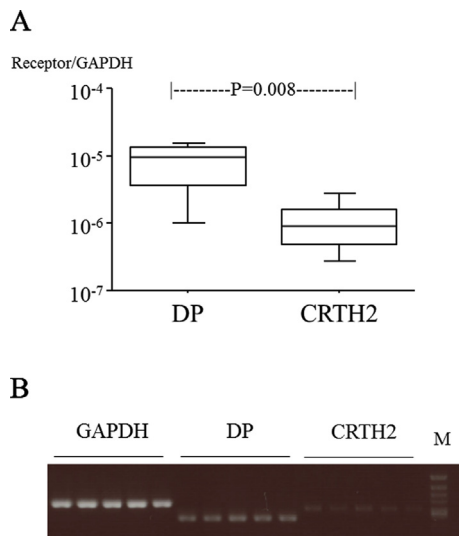 A
Receptor/GAPDH
|--------P=0.008---------|
10-4
10-5
10-6
10-7
DP CRTH2
B
GAPDH DP CRTH2 M